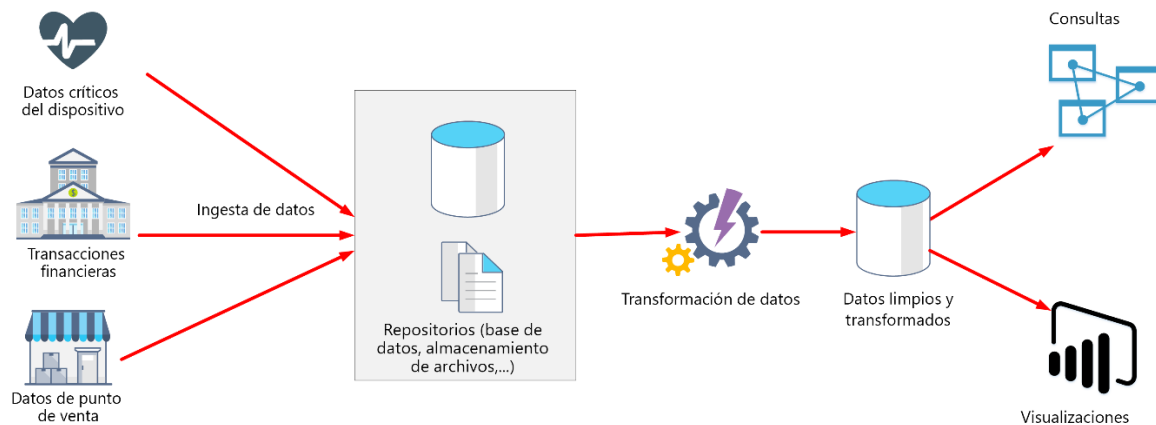 Datos críticos
del dispositivo
Transacciones
financieras
Datos de punto
de venta
Ingesta de datos
Repositorios (base de
datos, almacenamiento
de archivos,...)
Transformación de datos
Datos limpios y
transformados
Consultas
Visualizaciones